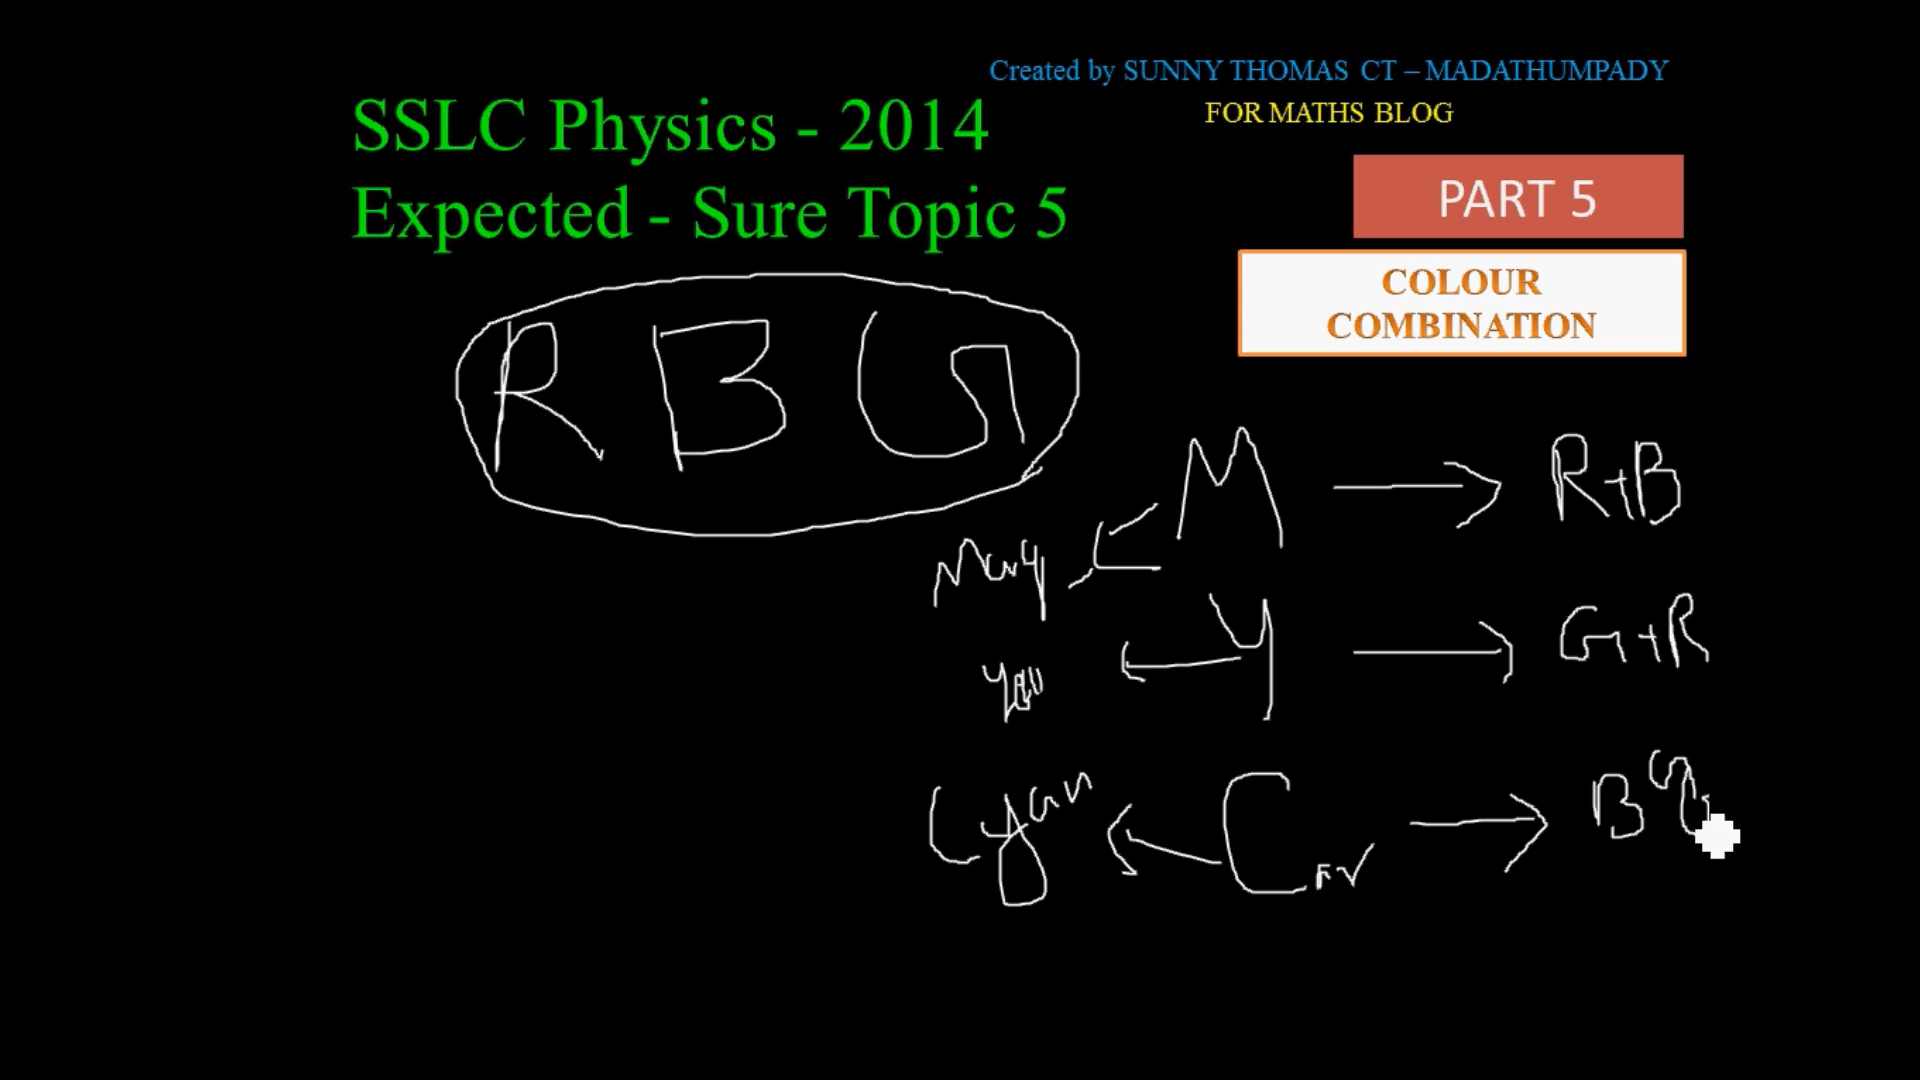 Created by SUNNY THOMAS CT – MADATHUMPADY
FOR MATHS BLOG
SSLC Physics - 2014
Expected - Sure Topic 5
PART 5
COLOUR
COMBINATION
R B G
M → R+B
Y → G+R
Cyan ← C → B